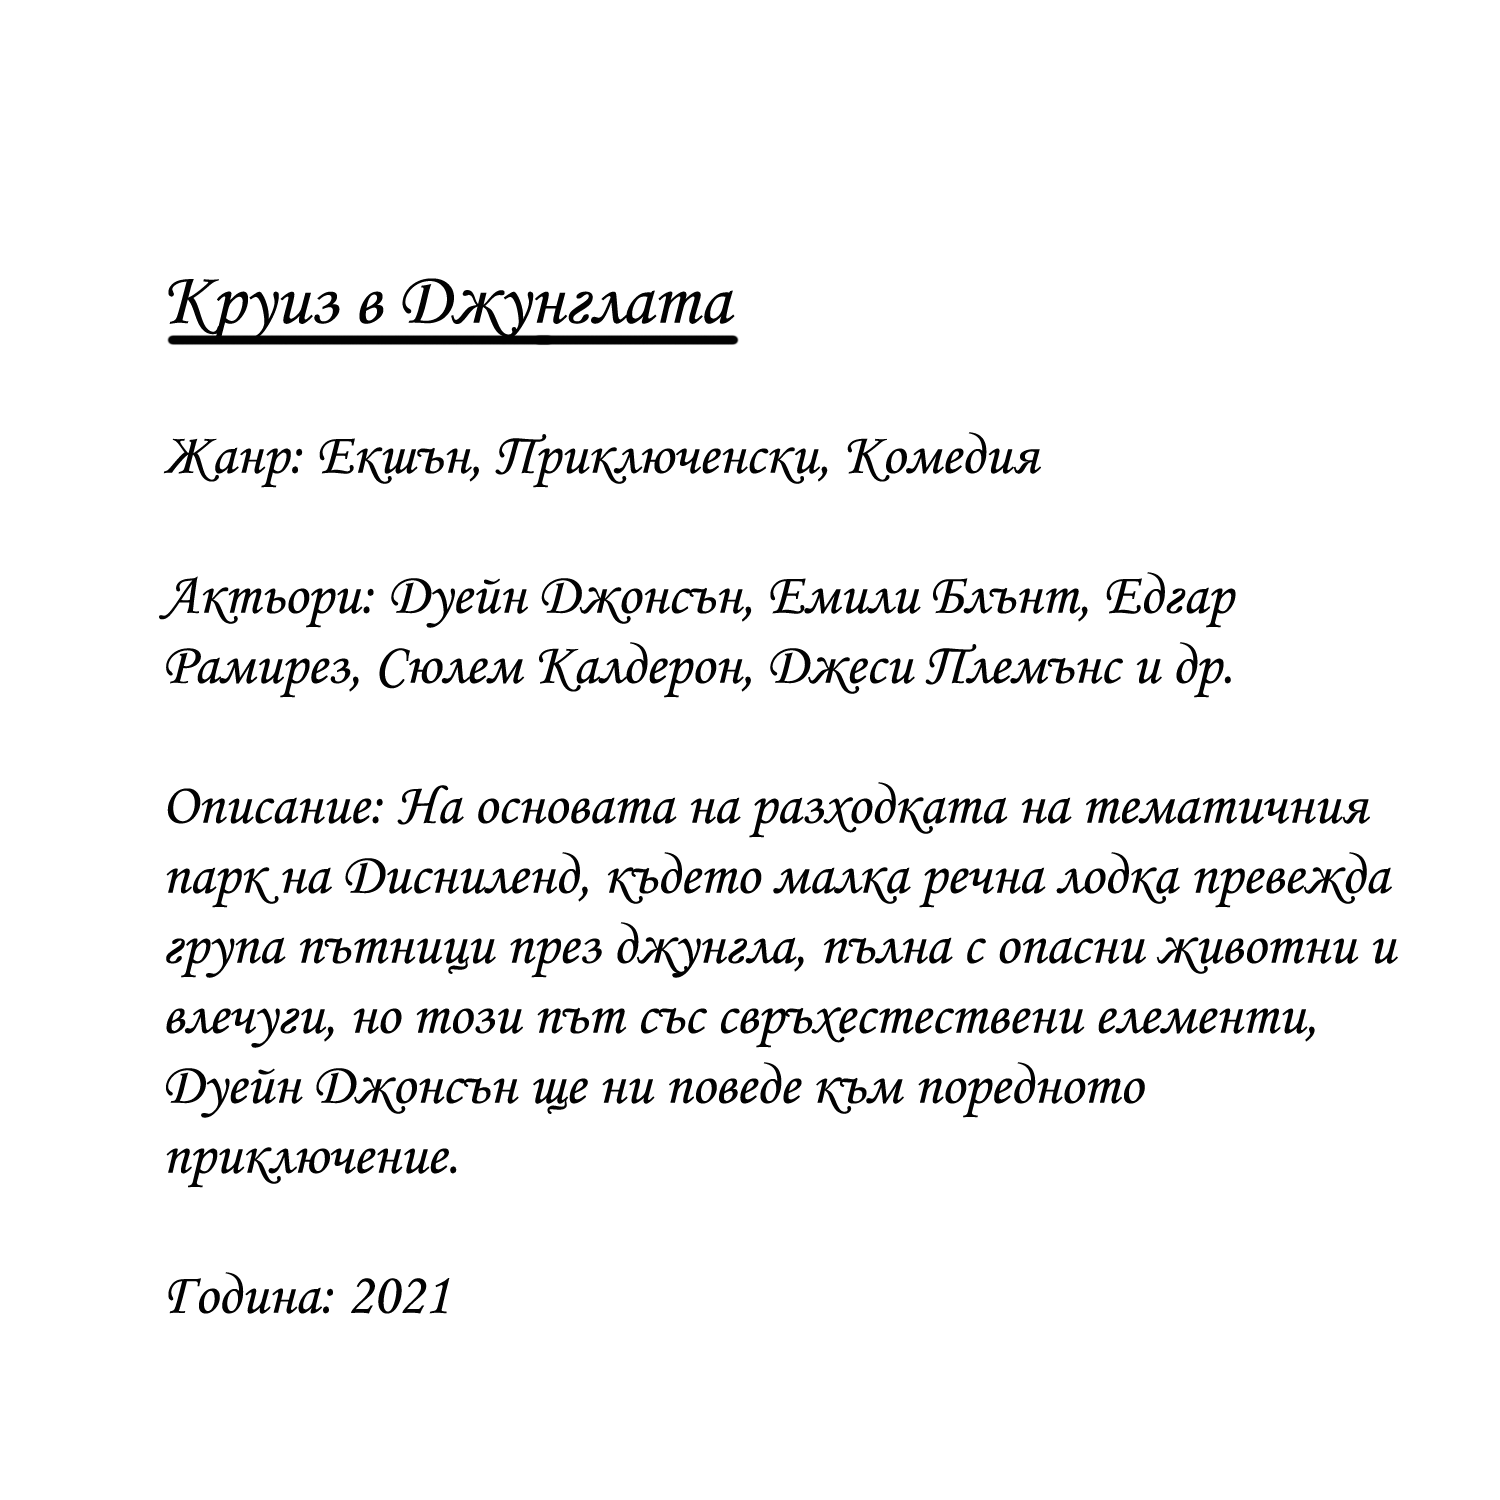 Круиз в Джунглата
Жанр: Екшън, Приключенски, Комедия
Актьори: Дуейн Джонсън, Емили Блънт, Едгар
Рамирез, Сюлем Калдерон, Джеси Племънс и др.
Описание: На основата на разходката на тематичния
парк на Дисниленд, където малка речна лодка превежда
група пътници през джунгла, пълна с опасни животни и
влечуги, но този път със свръхестествени елементи,
Дуейн Джонсън ще ни поведе към поредното
приключение.
Година: 2021